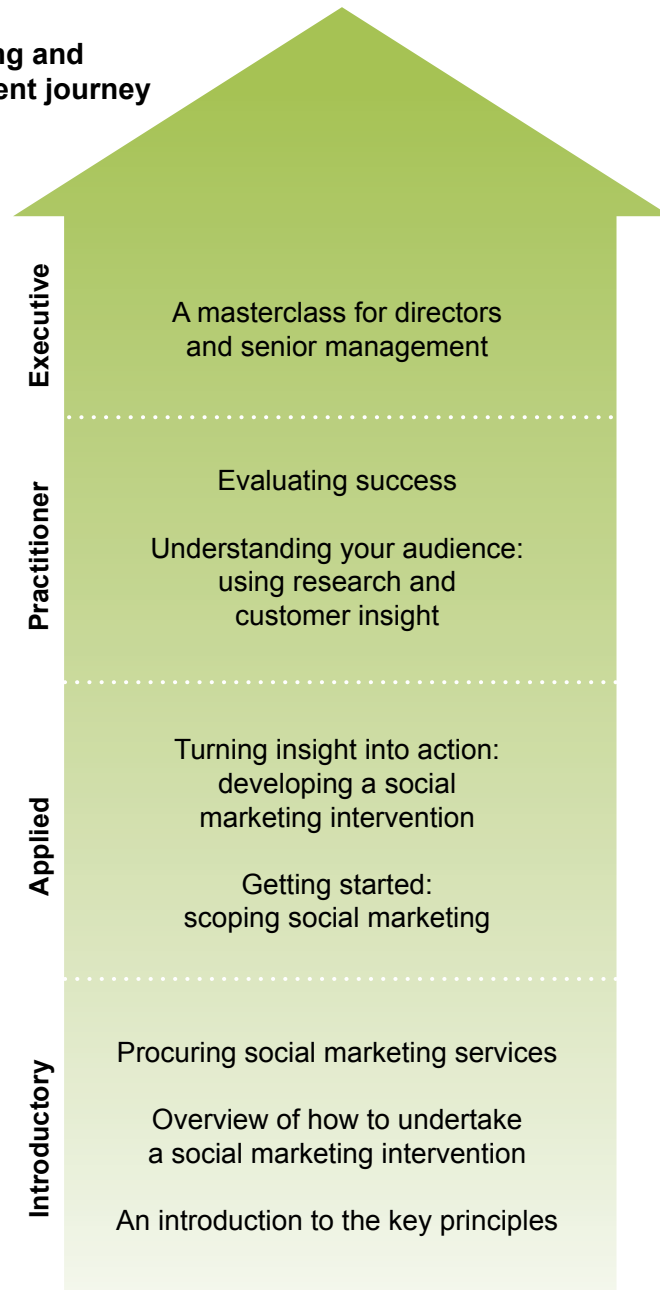 and
journey
Executive
A masterclass for directors
and senior management
Practitioner
Evaluating success
Understanding your audience:
using research and
customer insight
Applied
Turning insight into action:
developing a social
marketing intervention
Getting started:
scoping social marketing
Introductory
Procuring social marketing services
Overview of how to undertake
a social marketing intervention
An introduction to the key principles